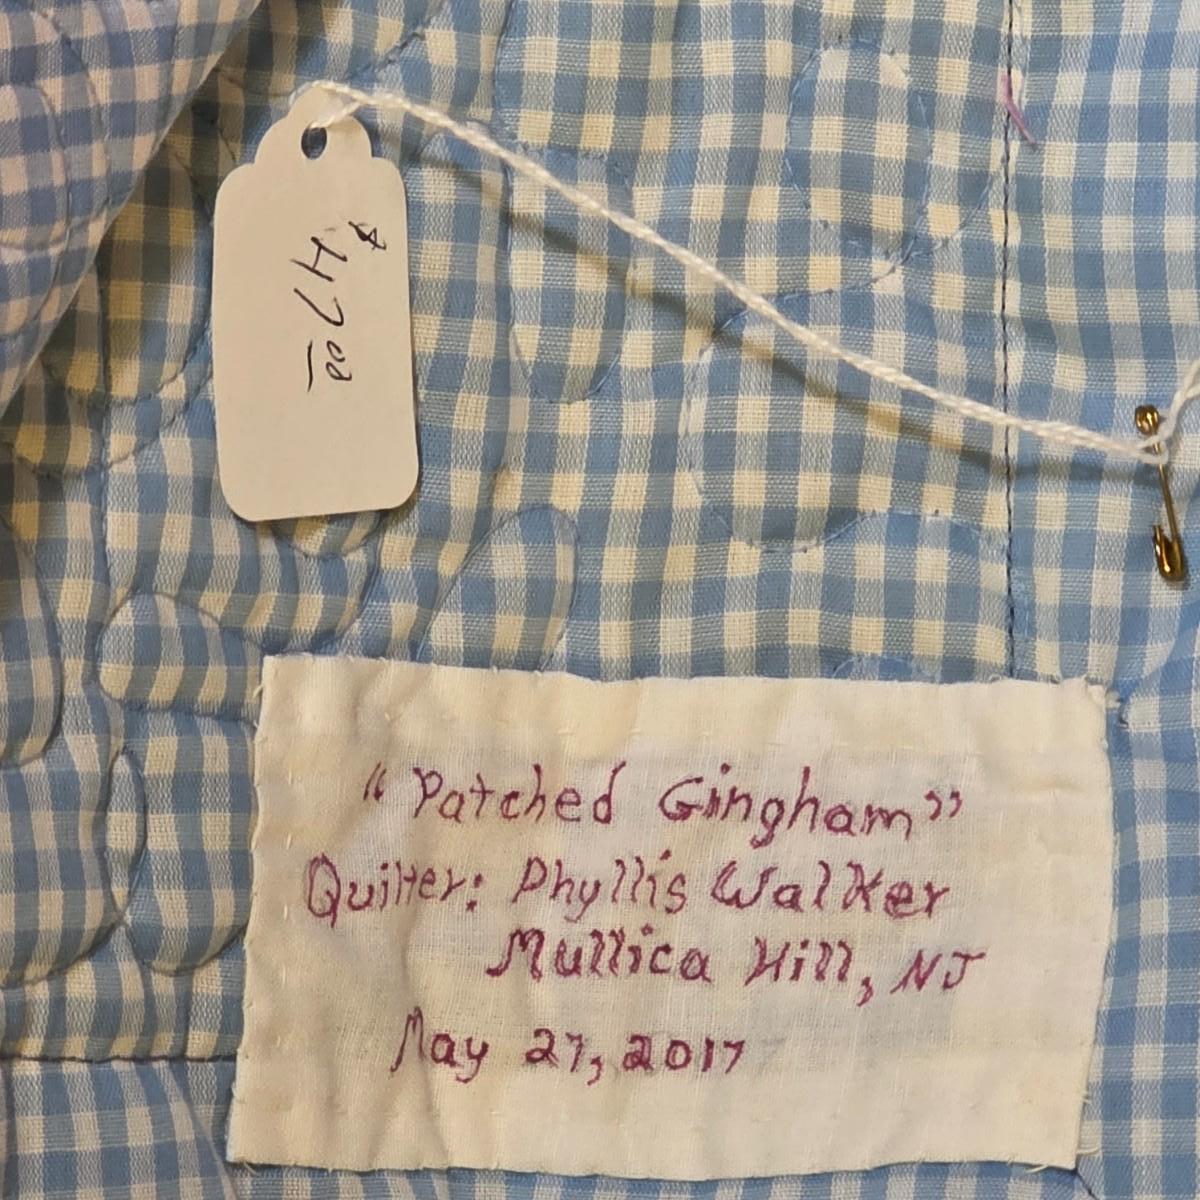 $47.00
"Patched Gingham"
Quilter: Phyllis Walker
Mullica Hill, NJ
May 27, 2017